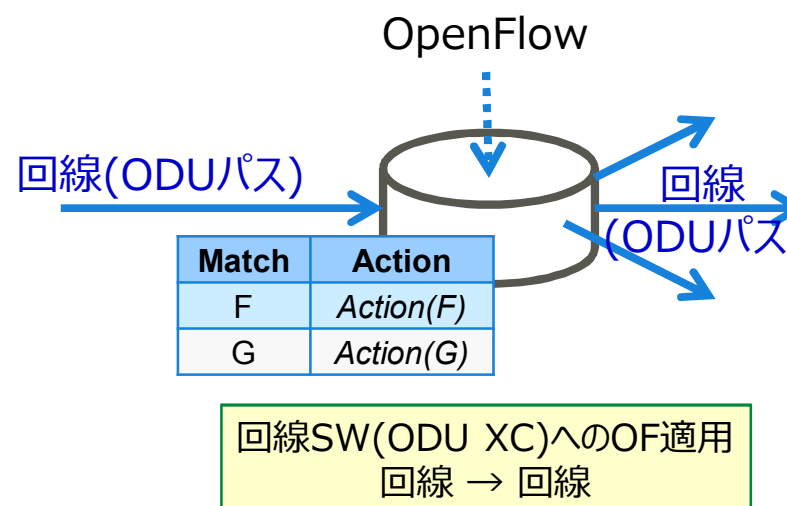 OpenFlow
回線(ODUパス)
回線
(ODUパス
Match Action
F Action(F)
G Action(G)
回線SW(ODU XC)へのOF適用
回線 → 回線